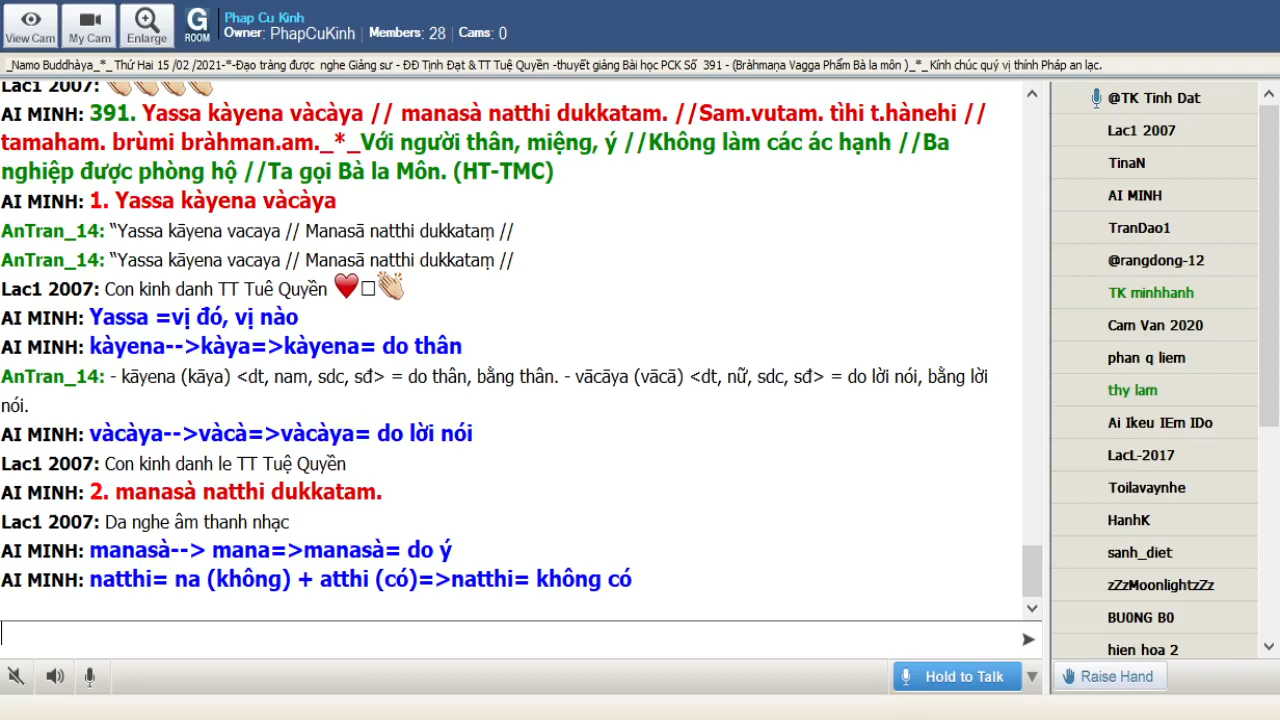 View Cam
My Cam
Enlarge
G
ROOM
Phap Cu Kinh
Owner: PhapCuKinh | Members: 28 | Cams: 0
_Namo Buddhàya_*_ Thứ Hai 15 /02 /2021-*-Đạo tràng được nghe Giảng sư - ĐĐ Tịnh Đạt & TT Tuệ Quyền -thuyết giảng Bài học PCK Số 391 - (Bràhmaṇa Vagga Phẩm Bà la môn )_*_ Kính chúc quý vị thính Pháp an lạc.
Lac1 2007:
AI MINH: 391. Yassa kàyena vàcàya // manasà natthi dukkatam. //Sam.vutam. tìhi t.hànehi //
tamaham. brùmi bràhman.am._*_Với người thân, miệng, ý //Không làm các ác hạnh //Ba
nghiệp được phòng hộ //Ta gọi Bà la Môn. (HT-TMC)
AI MINH: 1. Yassa kàyena vàcàya
AnTran_14: “Yassa kāyena vacaya // Manasā natthi dukkataṃ //
AnTran_14: “Yassa kāyena vacaya // Manasā natthi dukkataṃ //
Lac1 2007: Con kinh danh TT Tuê Quyền
AI MINH: Yassa =vị đó, vị nào
AI MINH: kàyena-->kàya=>kàyena= do thân
AnTran_14: - kāyena (kāya) <dt, nam, sdc, sđ> = do thân, bằng thân. - vācāya (vācā) <dt, nữ, sdc, sđ> = do lời nói, bằng lời
nói.
AI MINH: vàcàya-->vàcà=>vàcàya= do lời nói
Lac1 2007: Con kinh danh le TT Tuệ Quyền
AI MINH: 2. manasà natthi dukkatam.
Lac1 2007: Da nghe âm thanh nhạc
AI MINH: manasà--> mana=>manasà= do ý
AI MINH: natthi= na (không) + atthi (có)=>natthi= không có
Hold to Talk
@TK Tinh Dat
Lac1 2007
TinaN
AI MINH
TranDao1
@rangdong-12
TK minhhanh
Cam Van 2020
phan q liem
thy lam
Ai Ikeu IEm IDo
LacL-2017
Toilavaynhe
HanhK
sanh_diet
zZzMoonlightzZz
BU0NG B0
hien hoa 2
Raise Hand